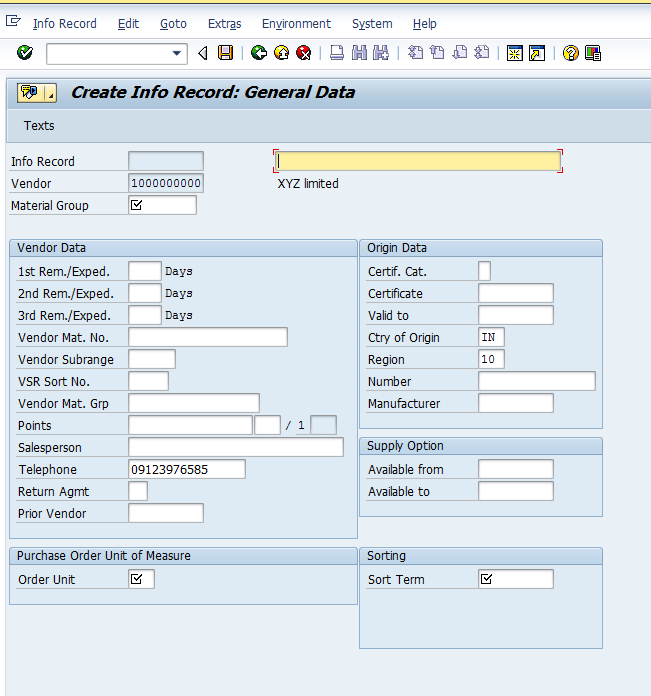 Info Record Edit Goto Extras Environment System Help
Create Info Record: General Data
Texts
Info Record
Vendor 1000000000 XYZ limited
Material Group
Vendor Data
1st Rem./Exped. Days
2nd Rem./Exped. Days
3rd Rem./Exped. Days
Vendor Mat. No.
Vendor Subrange
VSR Sort No.
Vendor Mat. Grp
Points / 1
Salesperson
Telephone 09123976585
Return Agmt
Prior Vendor
Origin Data
Certif. Cat.
Certificate
Valid to
Ctry of Origin IN
Region 10
Number
Manufacturer
Supply Option
Available from
Available to
Purchase Order Unit of Measure
Order Unit
Sorting
Sort Term